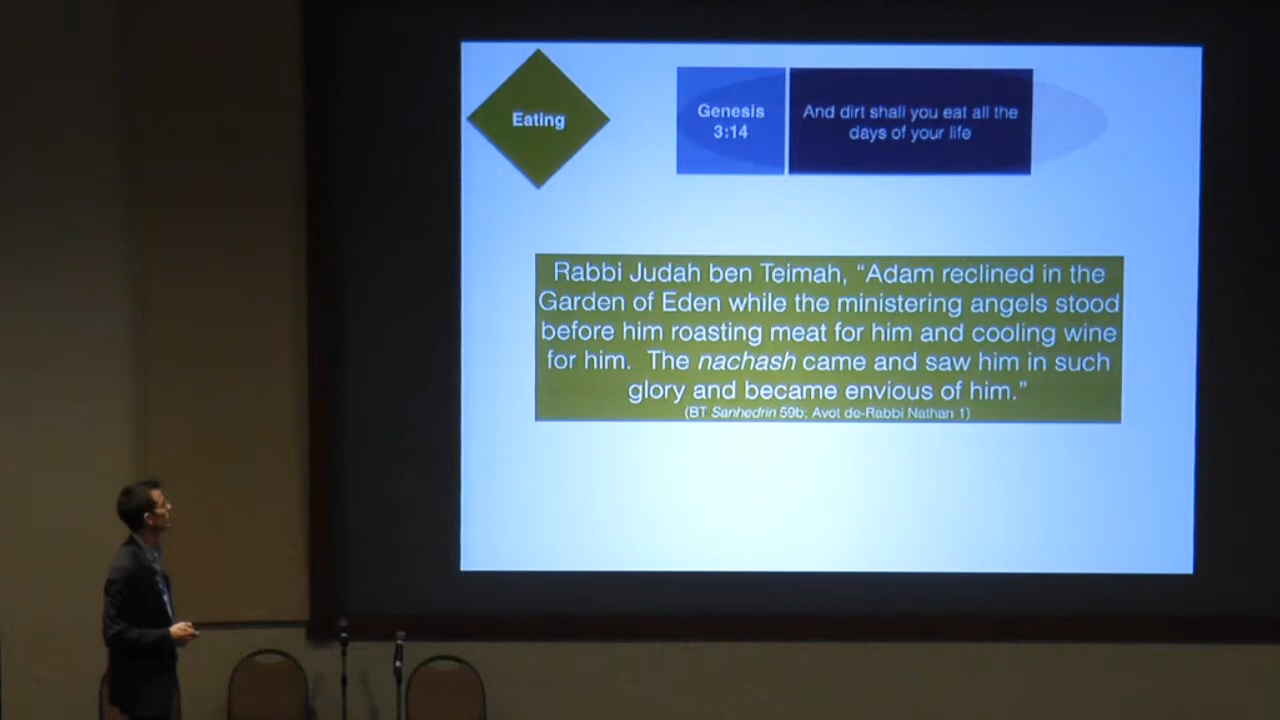 Eating
Genesis
3:14
And dirt shall you eat all the
days of your life
Rabbi Judah ben Teimah, “Adam reclined in the
Garden of Eden while the ministering angels stood
before him roasting meat for him and cooling wine
for him. The nachash came and saw him in such
glory and became envious of him.”
(BT Sanhedrin 59b; Avot de-Rabbi Nathan 1)